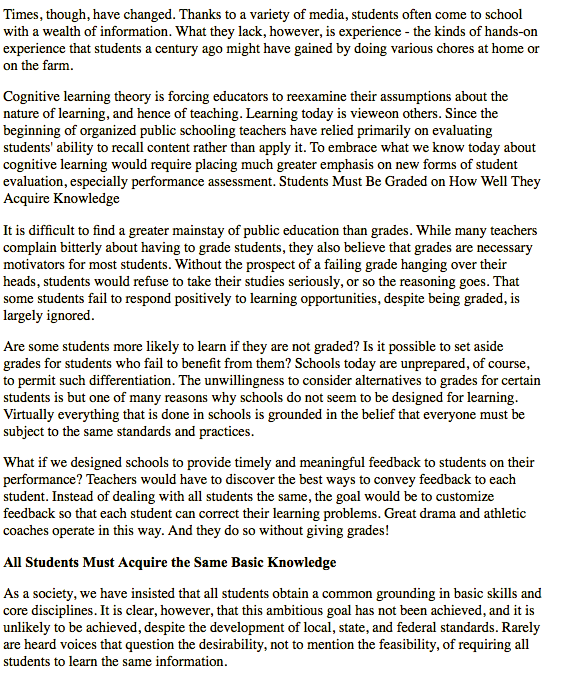 Times, though, have changed. Thanks to a variety of media, students often come to school
with a wealth of information. What they lack, however, is experience - the kinds of hands-on
experience that students a century ago might have gained by doing various chores at home or
on the farm.
Cognitive learning theory is forcing educators to reexamine their assumptions about the
nature of learning, and hence of teaching. Learning today is vieweon others. Since the
beginning of organized public schooling teachers have relied primarily on evaluating
students' ability to recall content rather than apply it. To embrace what we know today about
cognitive learning would require placing much greater emphasis on new forms of student
evaluation, especially performance assessment. Students Must Be Graded on How Well They
Acquire Knowledge
It is difficult to find a greater mainstay of public education than grades. While many teachers
complain bitterly about having to grade students, they also believe that grades are necessary
motivators for most students. Without the prospect of a failing grade hanging over their
heads, students would refuse to take their studies seriously, or so the reasoning goes. That
some students fail to respond positively to learning opportunities, despite being graded, is
largely ignored.
Are some students more likely to learn if they are not graded? Is it possible to set aside
grades for students who fail to benefit from them? Schools today are unprepared, of course,
to permit such differentiation. The unwillingness to consider alternatives to grades for certain
students is but one of many reasons why schools do not seem to be designed for learning.
Virtually everything that is done in schools is grounded in the belief that everyone must be
subject to the same standards and practices.
What if we designed schools to provide timely and meaningful feedback to students on their
performance? Teachers would have to discover the best ways to convey feedback to each
student. Instead of dealing with all students the same, the goal would be to customize
feedback so that each student can correct their learning problems. Great drama and athletic
coaches operate in this way. And they do so without giving grades!
All Students Must Acquire the Same Basic Knowledge
As a society, we have insisted that all students obtain a common grounding in basic skills and
core disciplines. It is clear, however, that this ambitious goal has not been achieved, and it is
unlikely to be achieved, despite the development of local, state, and federal standards. Rarely
are heard voices that question the desirability, not to mention the feasibility, of requiring all
students to learn the same information.